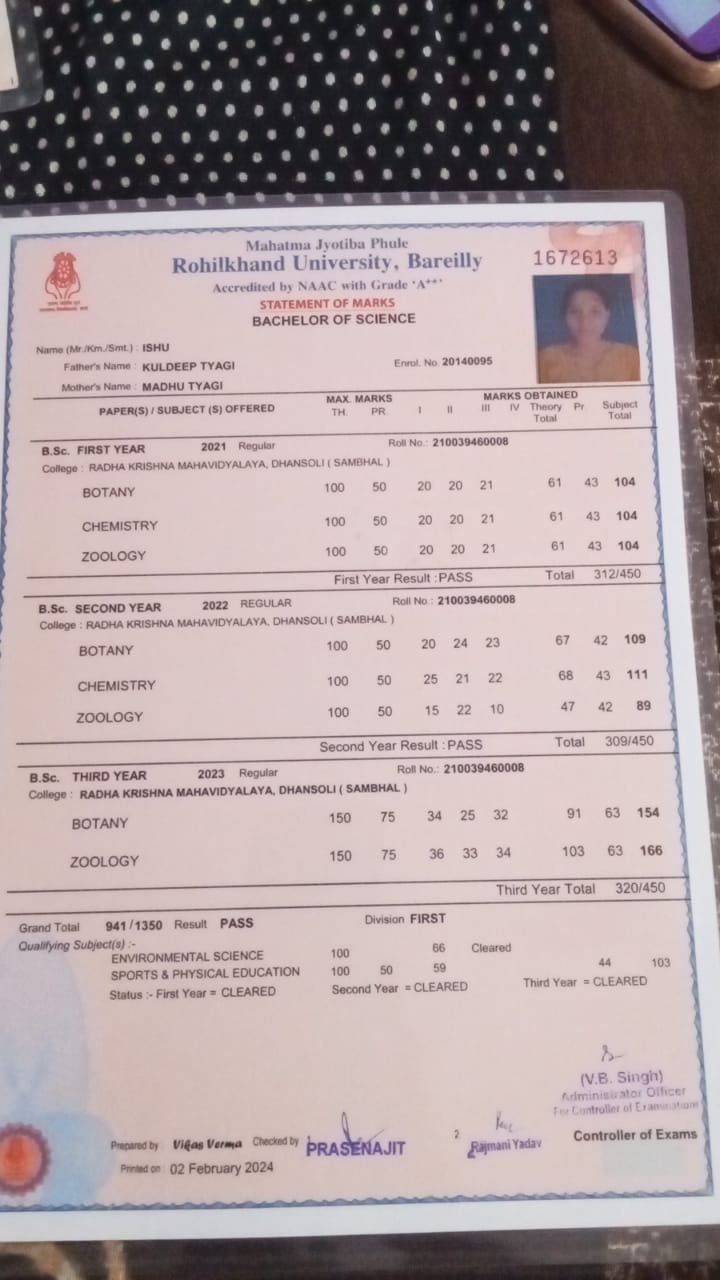 Mahatma Jyotiba Phule
Rohilkhand University, Bareilly
1672613
Accredited by NAAC with Grade 'A++'
STATEMENT OF MARKS
BACHELOR OF SCIENCE
Name (Mr./Km./Smt.) : ISHU
Father's Name : KULDEEP TYAGI Enrol. No. 20140095
Mother's Name : MADHU TYAGI
PAPER(S) / SUBJECT (S) OFFERED MAX. MARKS MARKS OBTAINED
TH. PR. I II III IV Theory Total Pr Subject Total
B.Sc. FIRST YEAR 2021 Regular Roll No.: 210039460008
College : RADHA KRISHNA MAHAVIDYALAYA, DHANSOLI ( SAMBHAL )
BOTANY 100 50 20 20 21 61 43 104
CHEMISTRY 100 50 20 20 21 61 43 104
ZOOLOGY 100 50 20 20 21 61 43 104
First Year Result :PASS Total 312/450
B.Sc. SECOND YEAR 2022 REGULAR Roll No.: 210039460008
College : RADHA KRISHNA MAHAVIDYALAYA, DHANSOLI ( SAMBHAL )
BOTANY 100 50 20 24 23 67 42 109
CHEMISTRY 100 50 25 21 22 68 43 111
ZOOLOGY 100 50 15 22 10 47 42 89
Second Year Result :PASS Total 309/450
B.Sc. THIRD YEAR 2023 Regular Roll No.: 210039460008
College : RADHA KRISHNA MAHAVIDYALAYA, DHANSOLI ( SAMBHAL )
BOTANY 150 75 34 25 32 91 63 154
ZOOLOGY 150 75 36 33 34 103 63 166
Third Year Total 320/450
Grand Total 941/1350 Result PASS Division FIRST
Qualifying Subject(s) :-
ENVIRONMENTAL SCIENCE 100 66 Cleared
SPORTS & PHYSICAL EDUCATION 100 50 59 44 103
Status :- First Year = CLEARED Second Year = CLEARED Third Year = CLEARED
(V.B. Singh)
Administrator Officer
For Controller of Examinations
Prepared by Vikas Verma Checked by PRASENAJIT 2 Rajmani Yadav Controller of Exams
Printed on : 02 February 2024